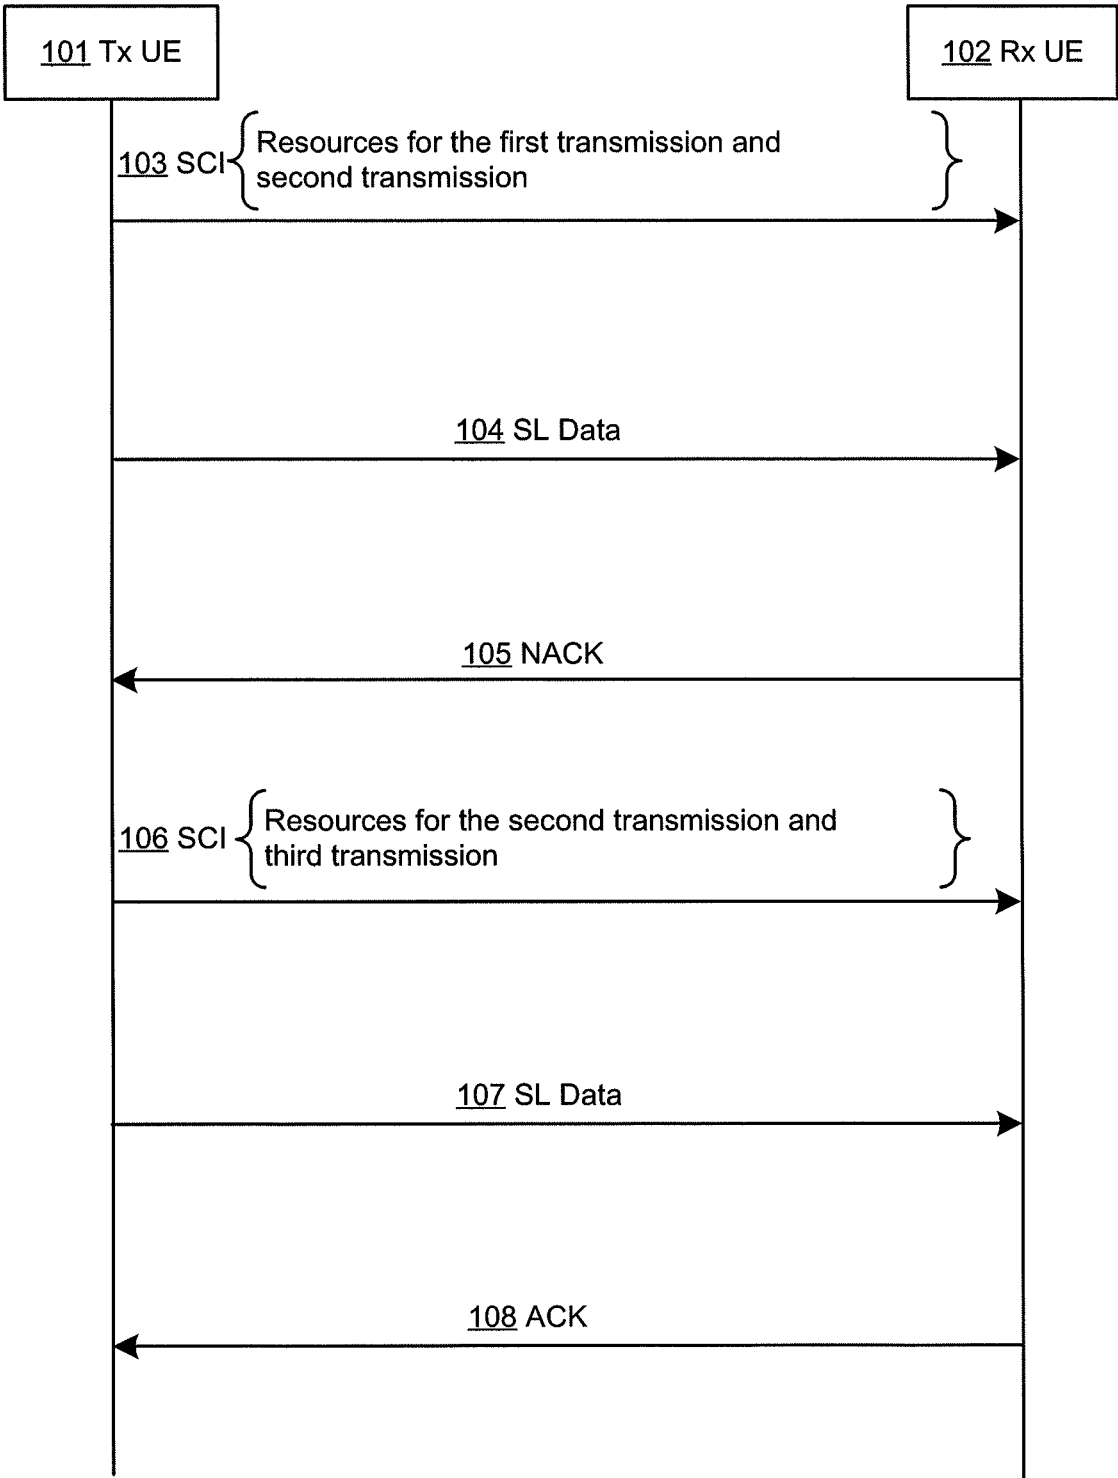 101 Tx UE
102 Rx UE
Resources for the first transmission and
103 SCI
second transmission
104 SL Data
105 NACK
Resources for the second transmission and
106 SCI
third transmission
107 SL Data
108 ACK